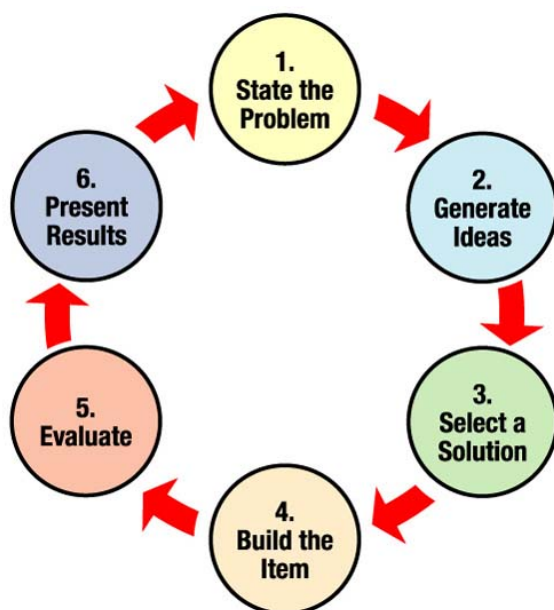 1.
State the
Problem
2.
Generate
Ideas
3.
Select a
Solution
4.
Build the
Item
5.
Evaluate
6.
Present
Results